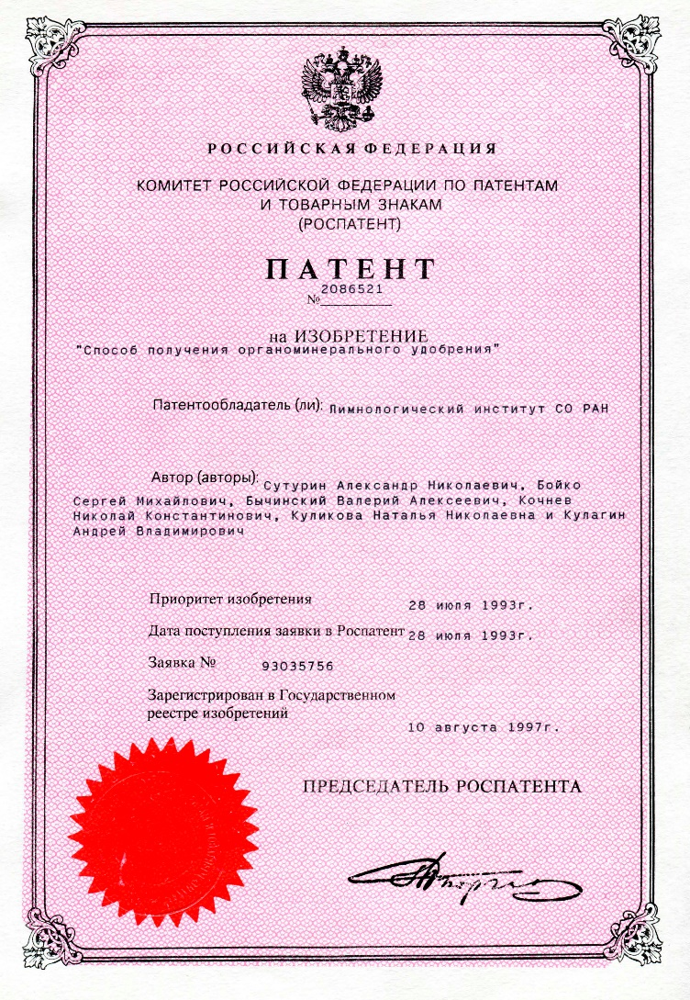 РОССИЙСКАЯ ФЕДЕРАЦИЯ
КОМИТЕТ РОССИЙСКОЙ ФЕДЕРАЦИИ ПО ПАТЕНТАМ
И ТОВАРНЫМ ЗНАКАМ
(РОСПАТЕНТ)
ПАТЕНТ
№ 2086521
на ИЗОБРЕТЕНИЕ
"Способ получения органоминерального удобрения"
Патентообладатель (ли): Лимнологический институт СО РАН
Автор (авторы): Сутурин Александр Николаевич, Бойко
Сергей Михайлович, Бычинский Валерий Алексеевич, Кочнев
Николай Константинович, Куликова Наталья Николаевна и Кулагин
Андрей Владимирович
Приоритет изобретения 28 июля 1993г.
Дата поступления заявки в Роспатент 28 июля 1993г.
Заявка № 93035756
Зарегистрирован в Государственном
реестре изобретений
10 августа 1997г.
ПРЕДСЕДАТЕЛЬ РОСПАТЕНТА